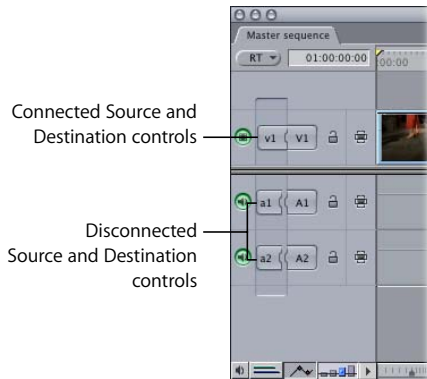 Master sequence
RT 01:00:00:00 00:00
Connected Source and
Destination controls
v1 V1
a1 A1
Disconnected
Source and Destination
controls
a2 A2